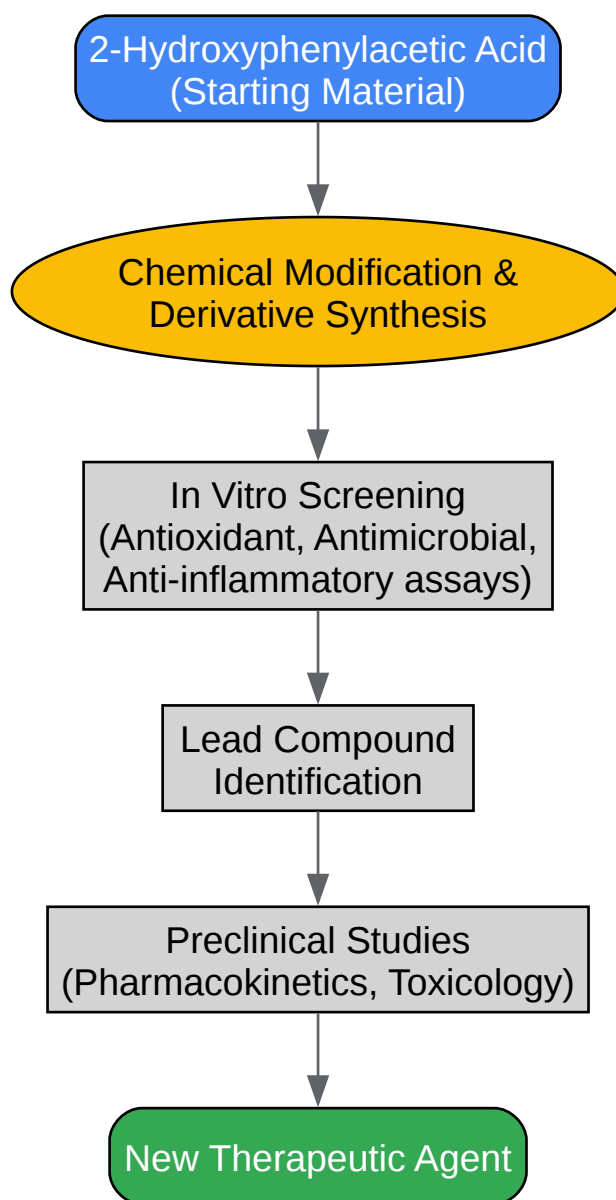 2-Hydroxyphenylacetic Acid
(Starting Material)
Chemical Modification &
Derivative Synthesis
In Vitro Screening
(Antioxidant, Antimicrobial,
Anti-inflammatory assays)
Lead Compound
Identification
Preclinical Studies
(Pharmacokinetics, Toxicology)
New Therapeutic Agent